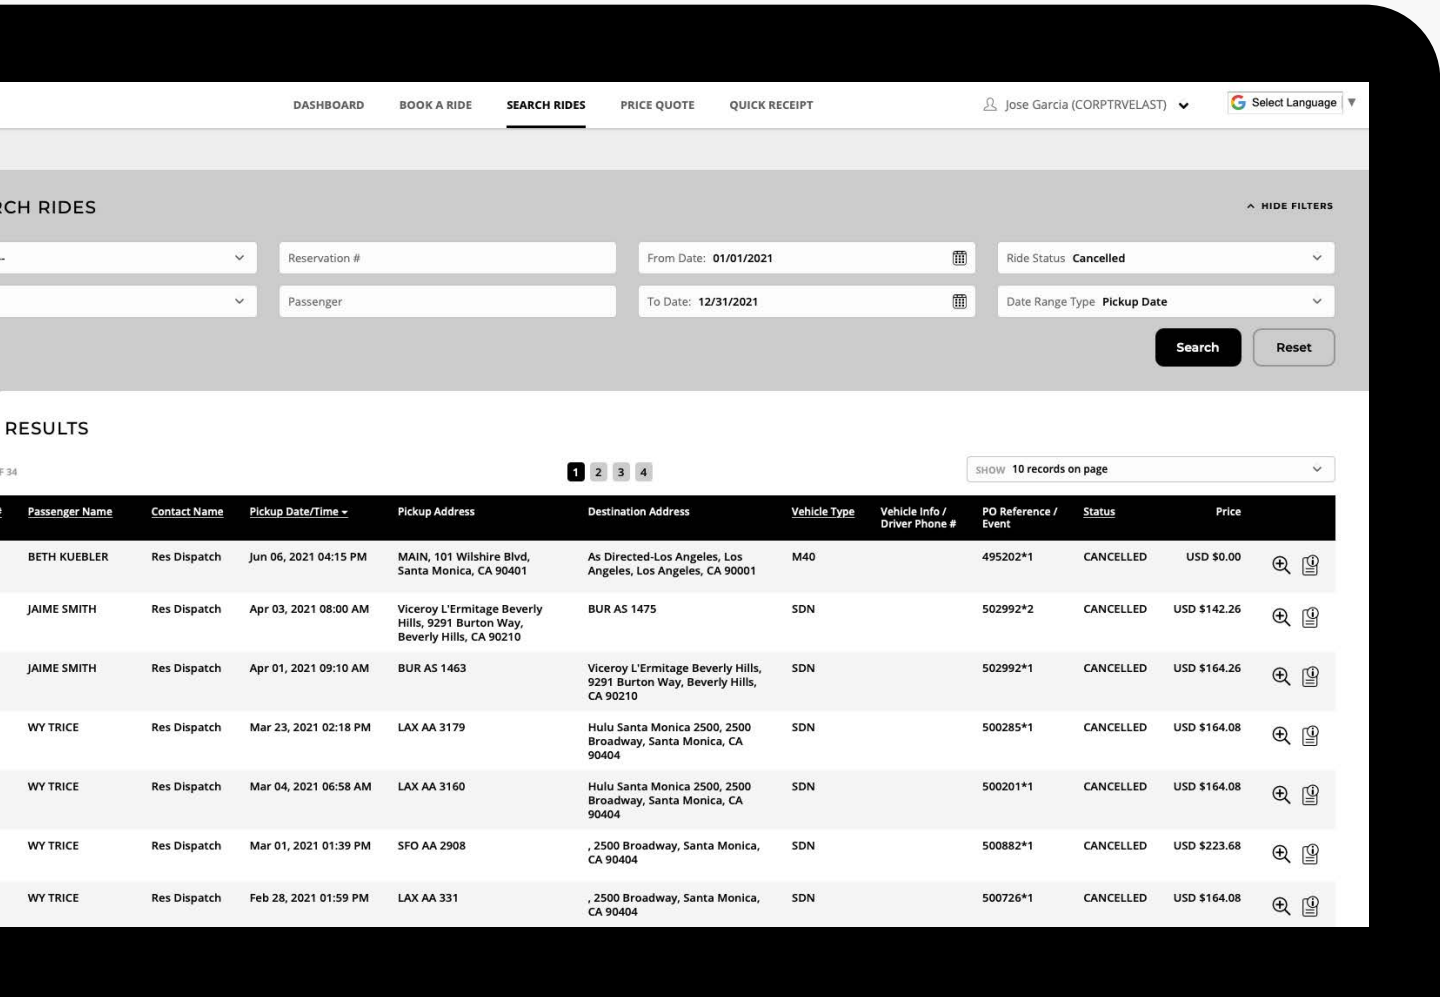 DASHBOARD BOOK A RIDE SEARCH RIDES PRICE QUOTE QUICK RECEIPT Jose Garcia (CORPTRVELAST) Select Language
RCH RIDES
HIDE FILTERS
Reservation # From Date: 01/01/2021 Ride Status Cancelled
Passenger To Date: 12/31/2021 Date Range Type Pickup Date
Search Reset
RESULTS
F 34 1 2 3 4 SHOW 10 records on page
# Passenger Name Contact Name Pickup Date/Time Pickup Address Destination Address Vehicle Type Vehicle Info / PO Reference / Status Price
Driver Phone # Event
BETH KUEBLER Res Dispatch Jun 06, 2021 04:15 PM MAIN, 101 Wilshire Blvd, As Directed-Los Angeles, Los M40 495202*1 CANCELLED USD $0.00
Santa Monica, CA 90401 Angeles, Los Angeles, CA 90001
JAIME SMITH Res Dispatch Apr 03, 2021 08:00 AM Viceroy L'Ermitage Beverly BUR AS 1475 SDN 502992*2 CANCELLED USD $142.26
Hills, 9291 Burton Way,
Beverly Hills, CA 90210
JAIME SMITH Res Dispatch Apr 01, 2021 09:10 AM BUR AS 1463 Viceroy L'Ermitage Beverly Hills, SDN 502992*1 CANCELLED USD $164.26
9291 Burton Way, Beverly Hills,
CA 90210
WY TRICE Res Dispatch Mar 23, 2021 02:18 PM LAX AA 3179 Hulu Santa Monica 2500, 2500 SDN 500285*1 CANCELLED USD $164.08
Broadway, Santa Monica, CA
90404
WY TRICE Res Dispatch Mar 04, 2021 06:58 AM LAX AA 3160 Hulu Santa Monica 2500, 2500 SDN 500201*1 CANCELLED USD $164.08
Broadway, Santa Monica, CA
90404
WY TRICE Res Dispatch Mar 01, 2021 01:39 PM SFO AA 2908 , 2500 Broadway, Santa Monica, SDN 500882*1 CANCELLED USD $223.68
CA 90404
WY TRICE Res Dispatch Feb 28, 2021 01:59 PM LAX AA 331 , 2500 Broadway, Santa Monica, SDN 500726*1 CANCELLED USD $164.08
CA 90404